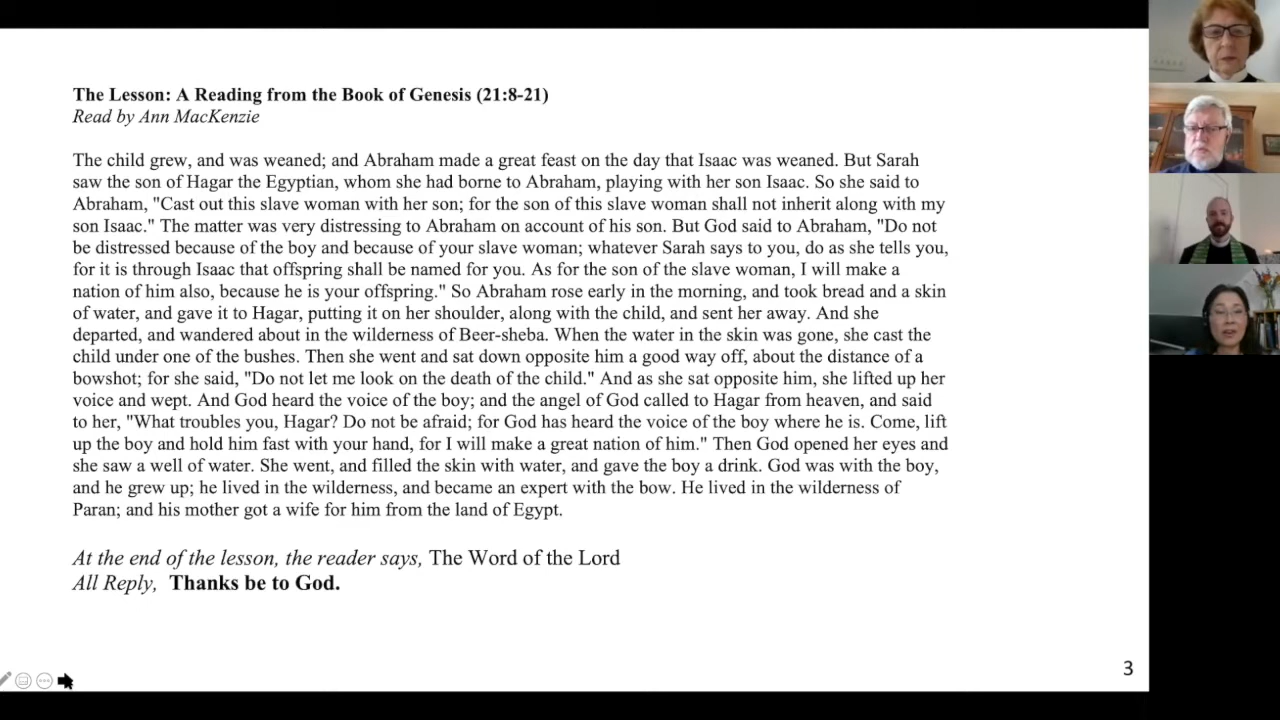 The Lesson: A Reading from the Book of Genesis (21:8-21)
Read by Ann MacKenzie
The child grew, and was weaned; and Abraham made a great feast on the day that Isaac was weaned. But Sarah
saw the son of Hagar the Egyptian, whom she had borne to Abraham, playing with her son Isaac. So she said to
Abraham, "Cast out this slave woman with her son; for the son of this slave woman shall not inherit along with my
son Isaac." The matter was very distressing to Abraham on account of his son. But God said to Abraham, "Do not
be distressed because of the boy and because of your slave woman; whatever Sarah says to you, do as she tells you,
for it is through Isaac that offspring shall be named for you. As for the son of the slave woman, I will make a
nation of him also, because he is your offspring." So Abraham rose early in the morning, and took bread and a skin
of water, and gave it to Hagar, putting it on her shoulder, along with the child, and sent her away. And she
departed, and wandered about in the wilderness of Beer-sheba. When the water in the skin was gone, she cast the
child under one of the bushes. Then she went and sat down opposite him a good way off, about the distance of a
bowshot; for she said, "Do not let me look on the death of the child." And as she sat opposite him, she lifted up her
voice and wept. And God heard the voice of the boy; and the angel of God called to Hagar from heaven, and said
to her, "What troubles you, Hagar? Do not be afraid; for God has heard the voice of the boy where he is. Come, lift
up the boy and hold him fast with your hand, for I will make a great nation of him." Then God opened her eyes and
she saw a well of water. She went, and filled the skin with water, and gave the boy a drink. God was with the boy,
and he grew up; he lived in the wilderness, and became an expert with the bow. He lived in the wilderness of
Paran; and his mother got a wife for him from the land of Egypt.
At the end of the lesson, the reader says, The Word of the Lord
All Reply, Thanks be to God.
3